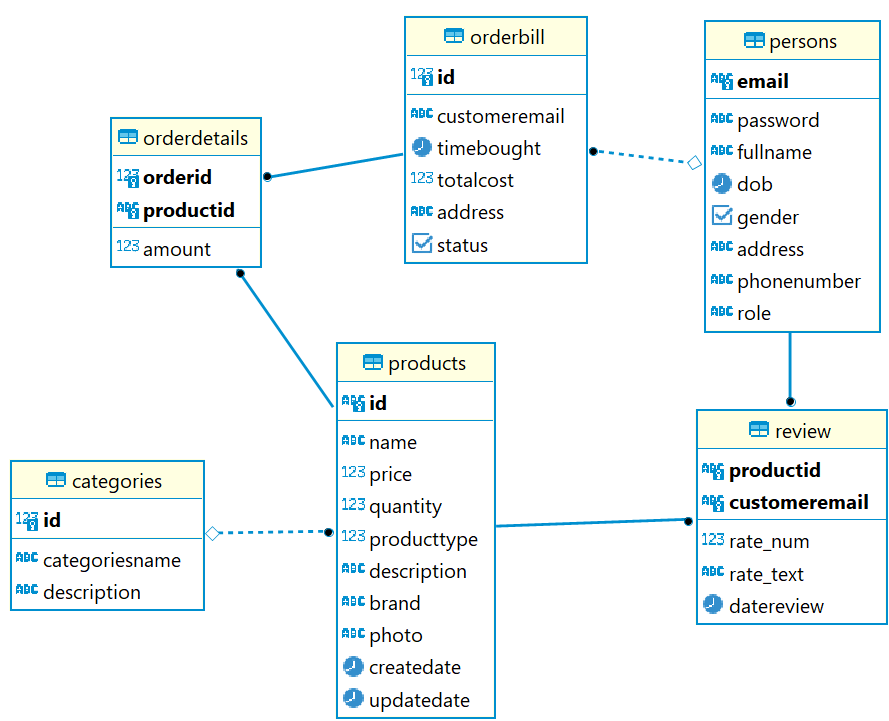 orderbill
123 id
ABC customeremail
timebought
123 totalcost
ABC address
status
persons
ABC email
ABC password
ABC fullname
dob
gender
ABC address
ABC phonenumber
ABC role
orderdetails
123 orderid
ABC productid
123 amount
products
ABC id
ABC name
123 price
123 quantity
123 producttype
ABC description
ABC brand
ABC photo
createdate
updatedate
categories
123 id
ABC categoriesname
ABC description
review
ABC productid
ABC customeremail
123 rate_num
ABC rate_text
datereview